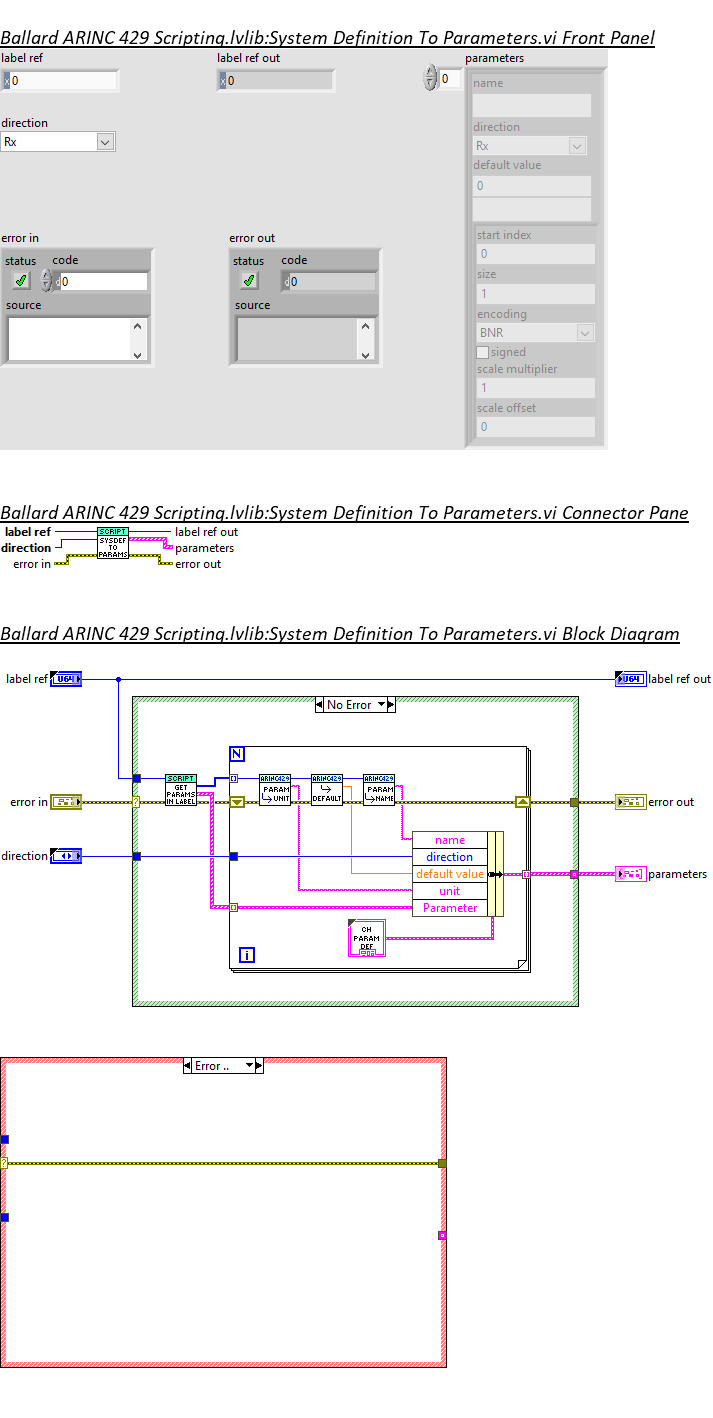 Ballard ARINC 429 Scripting.lvlib:System Definition To Parameters.vi Front Panel
label ref
x 0
label ref out
x 0
0
parameters
name
direction
Rx
default value
0
start index
0
size
1
encoding
BNR
signed
scale multiplier
1
scale offset
0
direction
Rx
error in
status code
d 0
source
error out
status code
d 0
source
Ballard ARINC 429 Scripting.lvlib:System Definition To Parameters.vi Connector Pane
label ref
direction
error in
SCRIPT
SYSDEF
TO
PARAMS
label ref out
parameters
error out
Ballard ARINC 429 Scripting.lvlib:System Definition To Parameters.vi Block Diagram
label ref
U64
U64
label ref out
No Error
N
SCRIPT
GET
PARAMS
IN LABEL
ARINC429
PARAM
UNIT
ARINC429
DEFAULT
ARINC429
PARAM
NAME
error in
?
error out
direction
name
direction
default value
unit
Parameter
parameters
CH
PARAM
DEF
i
Error ..
?